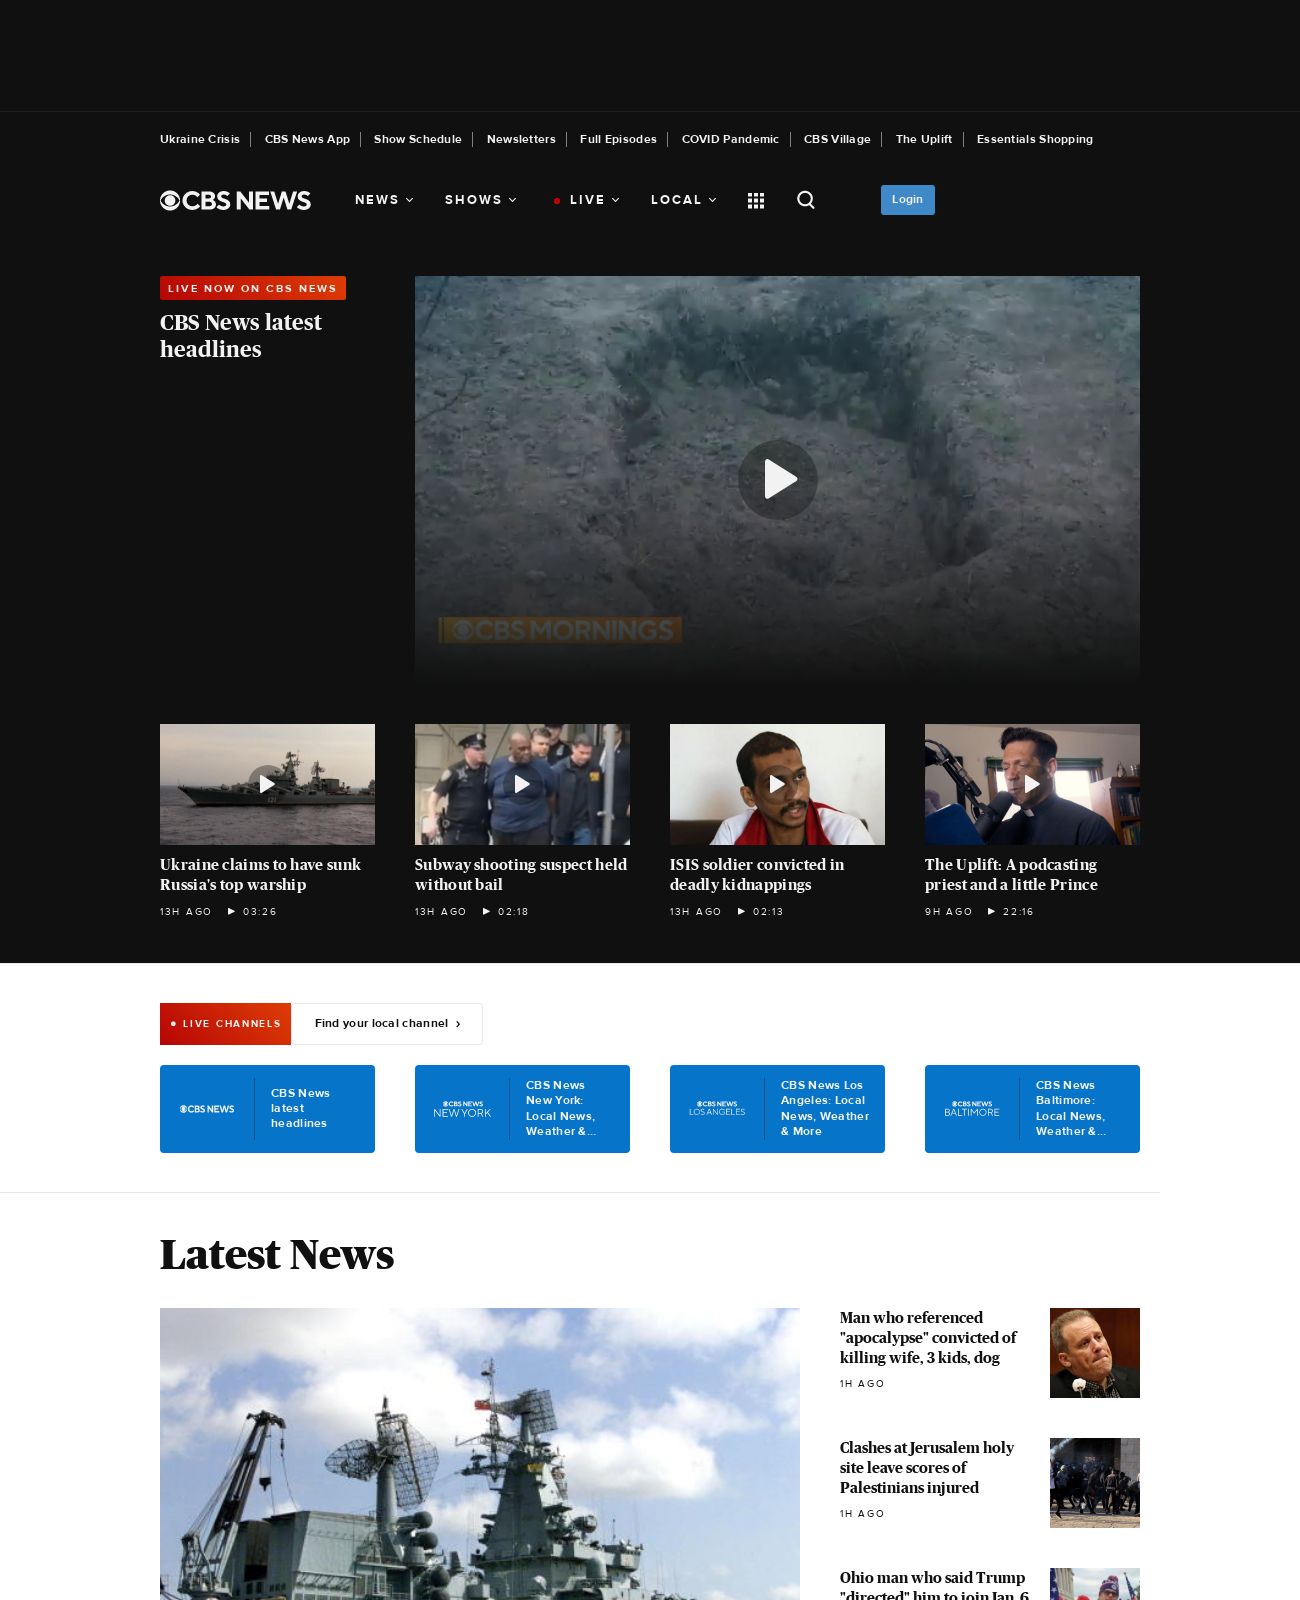 Ukraine Crisis
CBS News App
Show Schedule
Newsletters
Full Episodes
COVID Pandemic
CBS Village
The Uplift
Essentials Shopping
CBS NEWS
NEWS
SHOWS
LIVE
LOCAL
Login
LIVE NOW ON CBS NEWS
CBS News latest
headlines
CBS MORNINGS
Ukraine claims to have sunk
Russia's top warship
13H AGO
03:26
Subway shooting suspect held
without bail
13H AGO
02:18
ISIS soldier convicted in
deadly kidnappings
13H AGO
02:13
The Uplift: A podcasting
priest and a little Prince
9H AGO
22:16
LIVE CHANNELS
Find your local channel ›
CBS NEWS
CBS News
latest
headlines
CBS NEWS
NEW YORK
CBS News
New York:
Local News,
Weather &...
CBS NEWS
LOS ANGELES
CBS News Los
Angeles: Local
News, Weather
& More
CBS NEWS
BALTIMORE
CBS News
Baltimore:
Local News,
Weather &...
Latest News
Man who referenced
"apocalypse" convicted of
killing wife, 3 kids, dog
1H AGO
Clashes at Jerusalem holy
site leave scores of
Palestinians injured
1H AGO
Ohio man who said Trump
"directed" him to join Jan. 6